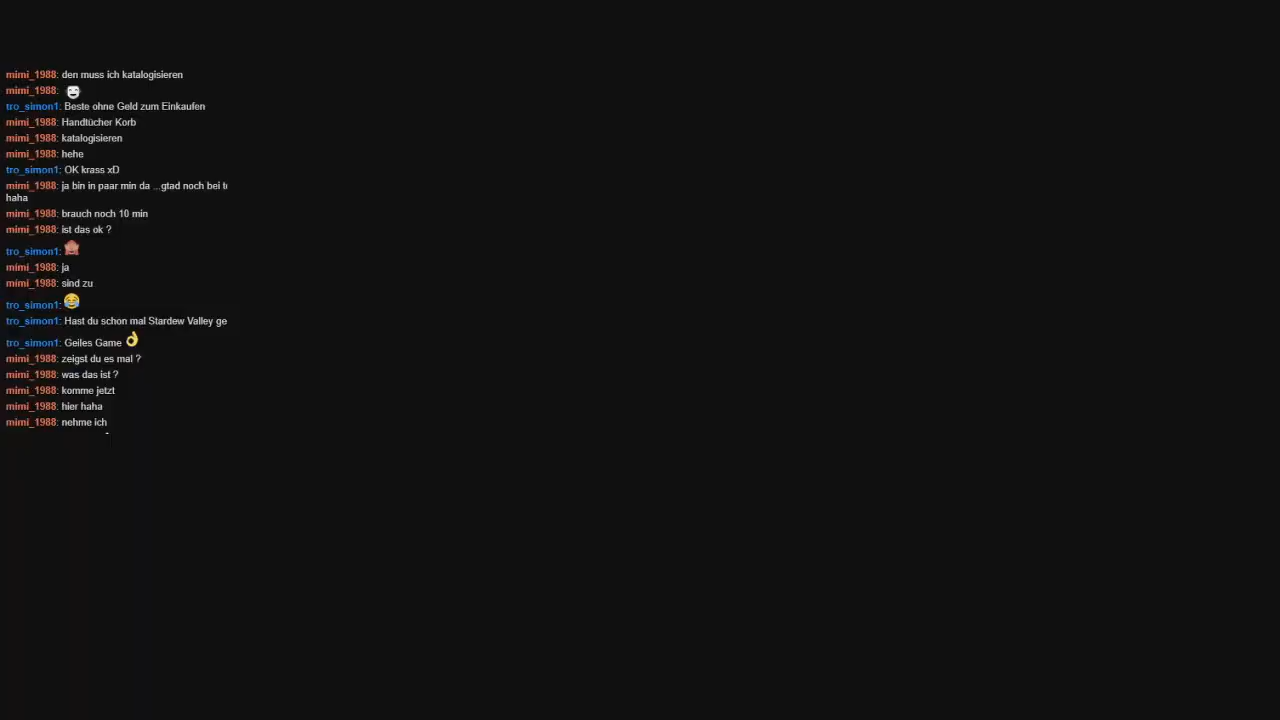 mimi_1988: den muss ich katalogisieren
mimi_1988:
tro_simon1: Beste ohne Geld zum Einkaufen
mimi_1988: Handtücher Korb
mimi_1988: katalogisieren
mimi_1988: hehe
tro_simon1: OK krass xD
mimi_1988: ja bin in paar min da ...gtad noch bei
haha
mimi_1988: brauch noch 10 min
mimi_1988: ist das ok ?
tro_simon1: 🙈
mimi_1988: ja
mimi_1988: sind zu
tro_simon1: 😂
tro_simon1: Hast du schon mal Stardew Valley ge
tro_simon1: Geiles Game 👌
mimi_1988: zeigst du es mal ?
mimi_1988: was das ist ?
mimi_1988: komme jetzt
mimi_1988: hier haha
mimi_1988: nehme ich